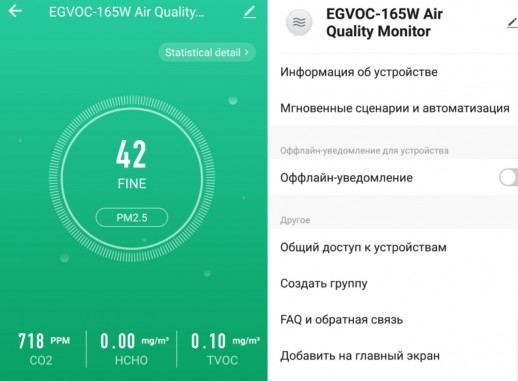 EGVOC-165W Air Quality...
Statistical detail >
42
FINE
PM2.5
718 PPM
CO2
0.00 mg/m³
HCHO
0.10 mg/m³
TVOC
EGVOC-165W Air
Quality Monitor
Информация об устройстве
Мгновенные сценарии и автоматизация
Оффлайн-уведомление для устройства
Оффлайн-уведомление
Другое
Общий доступ к устройствам
Создать группу
FAQ и обратная связь
Добавить на главный экран